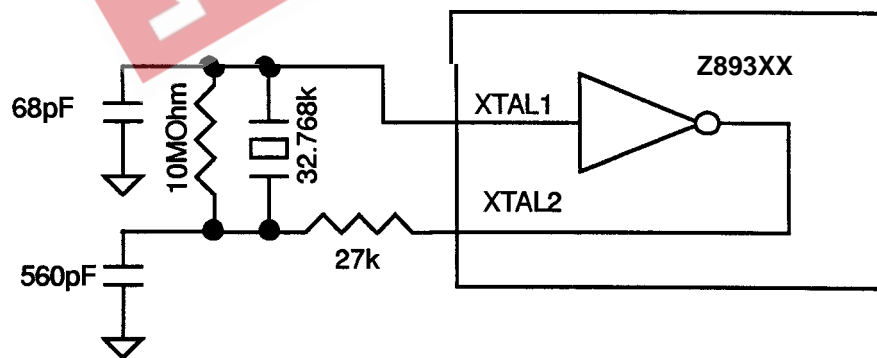 Z893XX
68pF
10MOhm
32.768k
XTAL1
XTAL2
27k
560pF